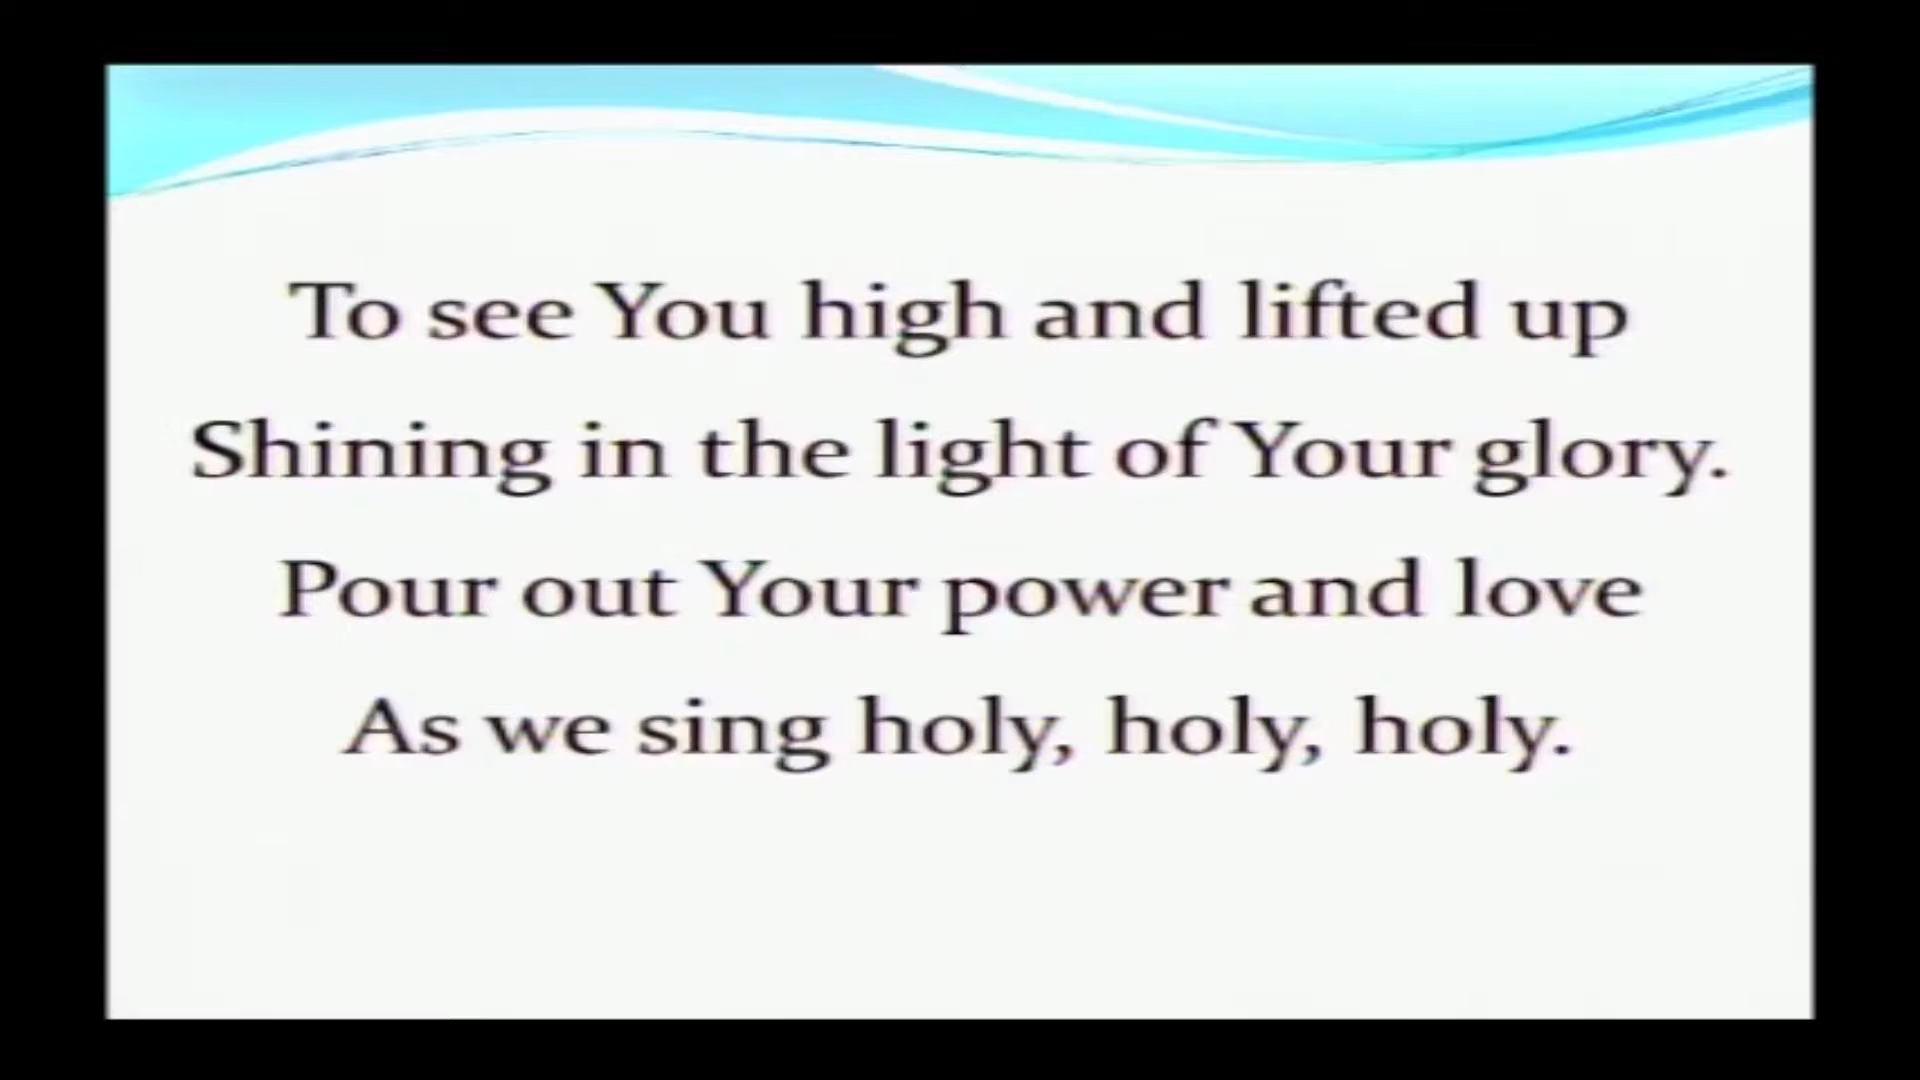 To see You high and lifted up
Shining in the light of Your glory.
Pour out Your power and love
As we sing holy, holy, holy.